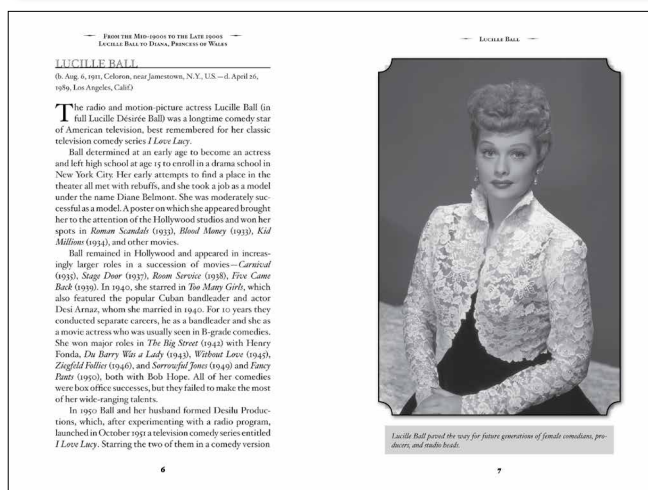 From the Mid-1900s to the Late 1900s
Lucille Ball to Diana, Princess of Wales
LUCILLE BALL
(b. Aug. 6, 1911, Celoron, near Jamestown, N.Y., U.S.—d. April 26,
1989, Los Angeles, Calif.)
The radio and motion-picture actress Lucille Ball (in
full Lucille Désirée Ball) was a longtime comedy star
of American television, best remembered for her classic
television comedy series I Love Lucy.
Ball determined at an early age to become an actress
and left high school at age 15 to enroll in a drama school in
New York City. Her early attempts to find a place in the
theater all met with rebuffs, and she took a job as a model
under the name Diane Belmont. She was moderately suc-
cessful as a model. A poster on which she appeared brought
her to the attention of the Hollywood studios and won her
spots in Roman Scandals (1933), Blood Money (1933), Kid
Millions (1934), and other movies.
Ball remained in Hollywood and appeared in increas-
ingly larger roles in a succession of movies—Carnival
(1935), Stage Door (1937), Room Service (1938), Five Came
Back (1939). In 1940, she starred in Too Many Girls, which
also featured the popular Cuban bandleader and actor
Desi Arnaz, whom she married in 1940. For 10 years they
conducted separate careers, he as a bandleader and she as
a movie actress who was usually seen in B-grade comedies.
She won major roles in The Big Street (1942) with Henry
Fonda, Du Barry Was a Lady (1943), Without Love (1945),
Ziegfeld Follies (1946), and Sorrowful Jones (1949) and Fancy
Pants (1950), both with Bob Hope. All of her comedies
were box office successes, but they failed to make the most
of her wide-ranging talents.
In 1950 Ball and her husband formed Desilu Produc-
tions, which, after experimenting with a radio program,
launched in October 1951 a television comedy series entitled
I Love Lucy. Starring the two of them in a comedy version
6
Lucille Ball
Lucille Ball paved the way for future generations of female comedians, pro-
ducers, and studio heads.
7